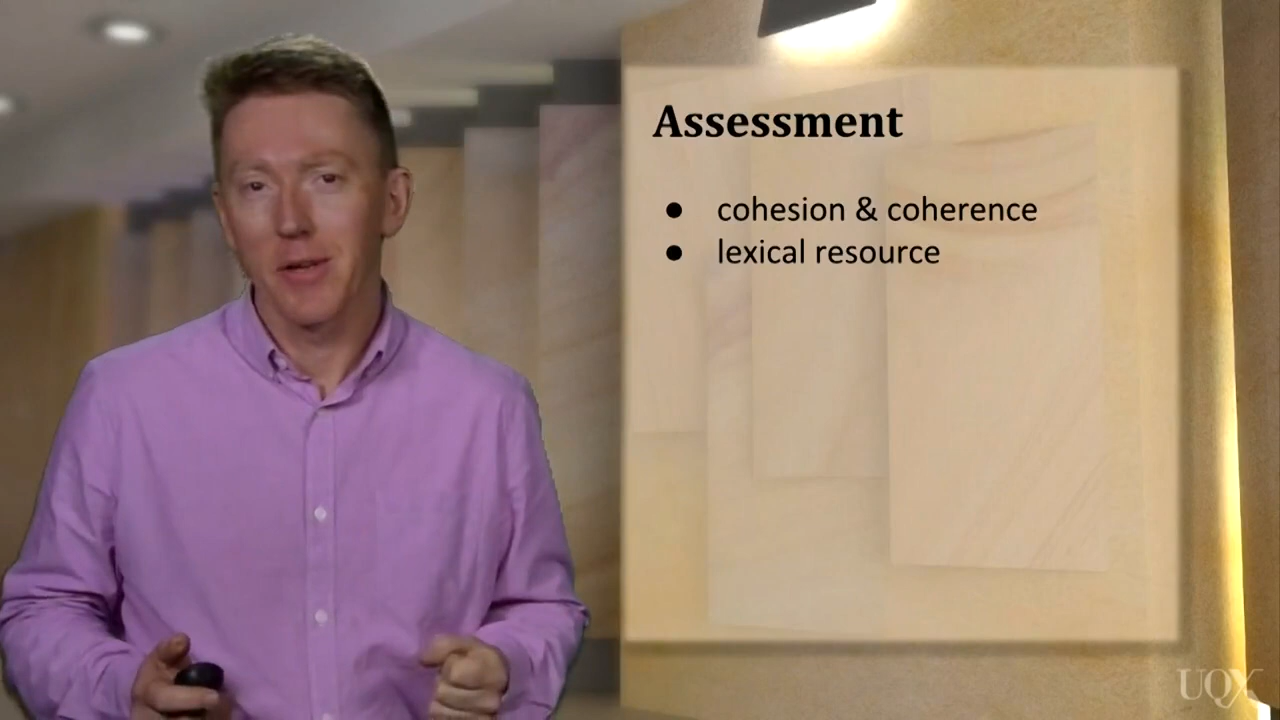 Assessment
● cohesion & coherence
● lexical resource
UQX